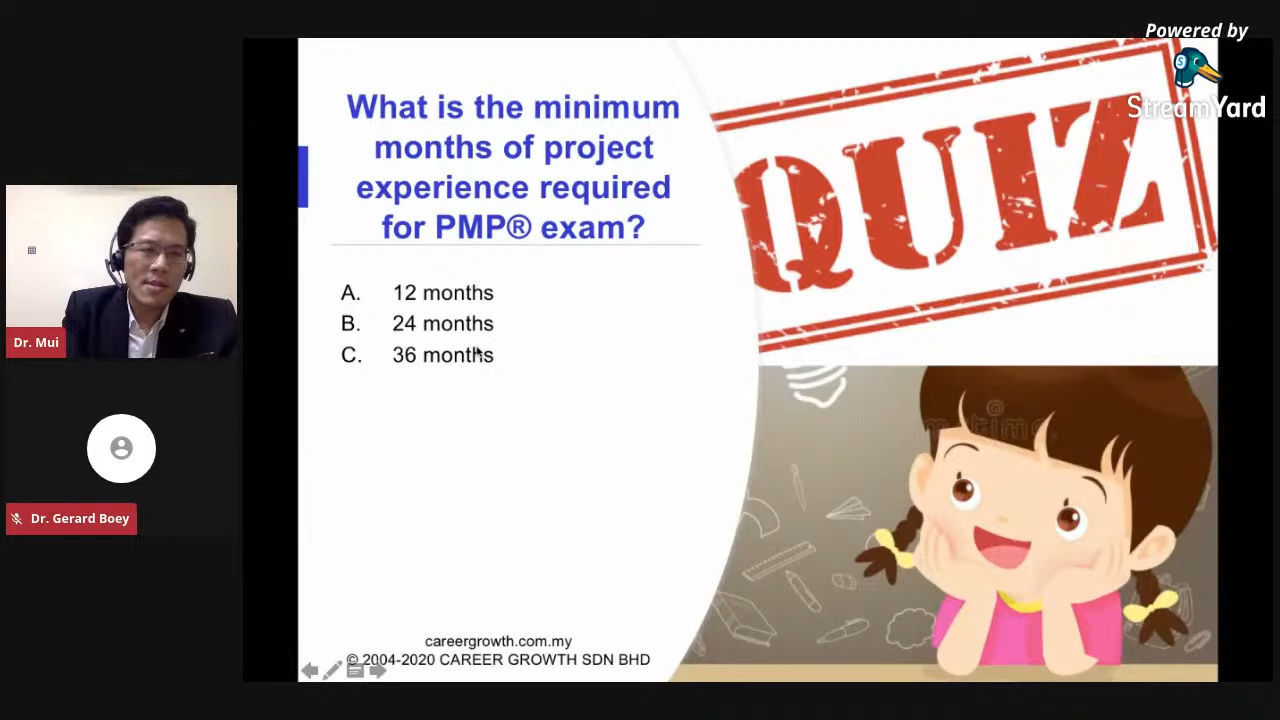 Powered by
StreamYard
What is the minimum
months of project
experience required
for PMP® exam?
QUIZ
A. 12 months
B. 24 months
C. 36 months
Dr. Mui
Dr. Gerard Boey
careergrowth.com.my
© 2004-2020 CAREER GROWTH SDN BHD